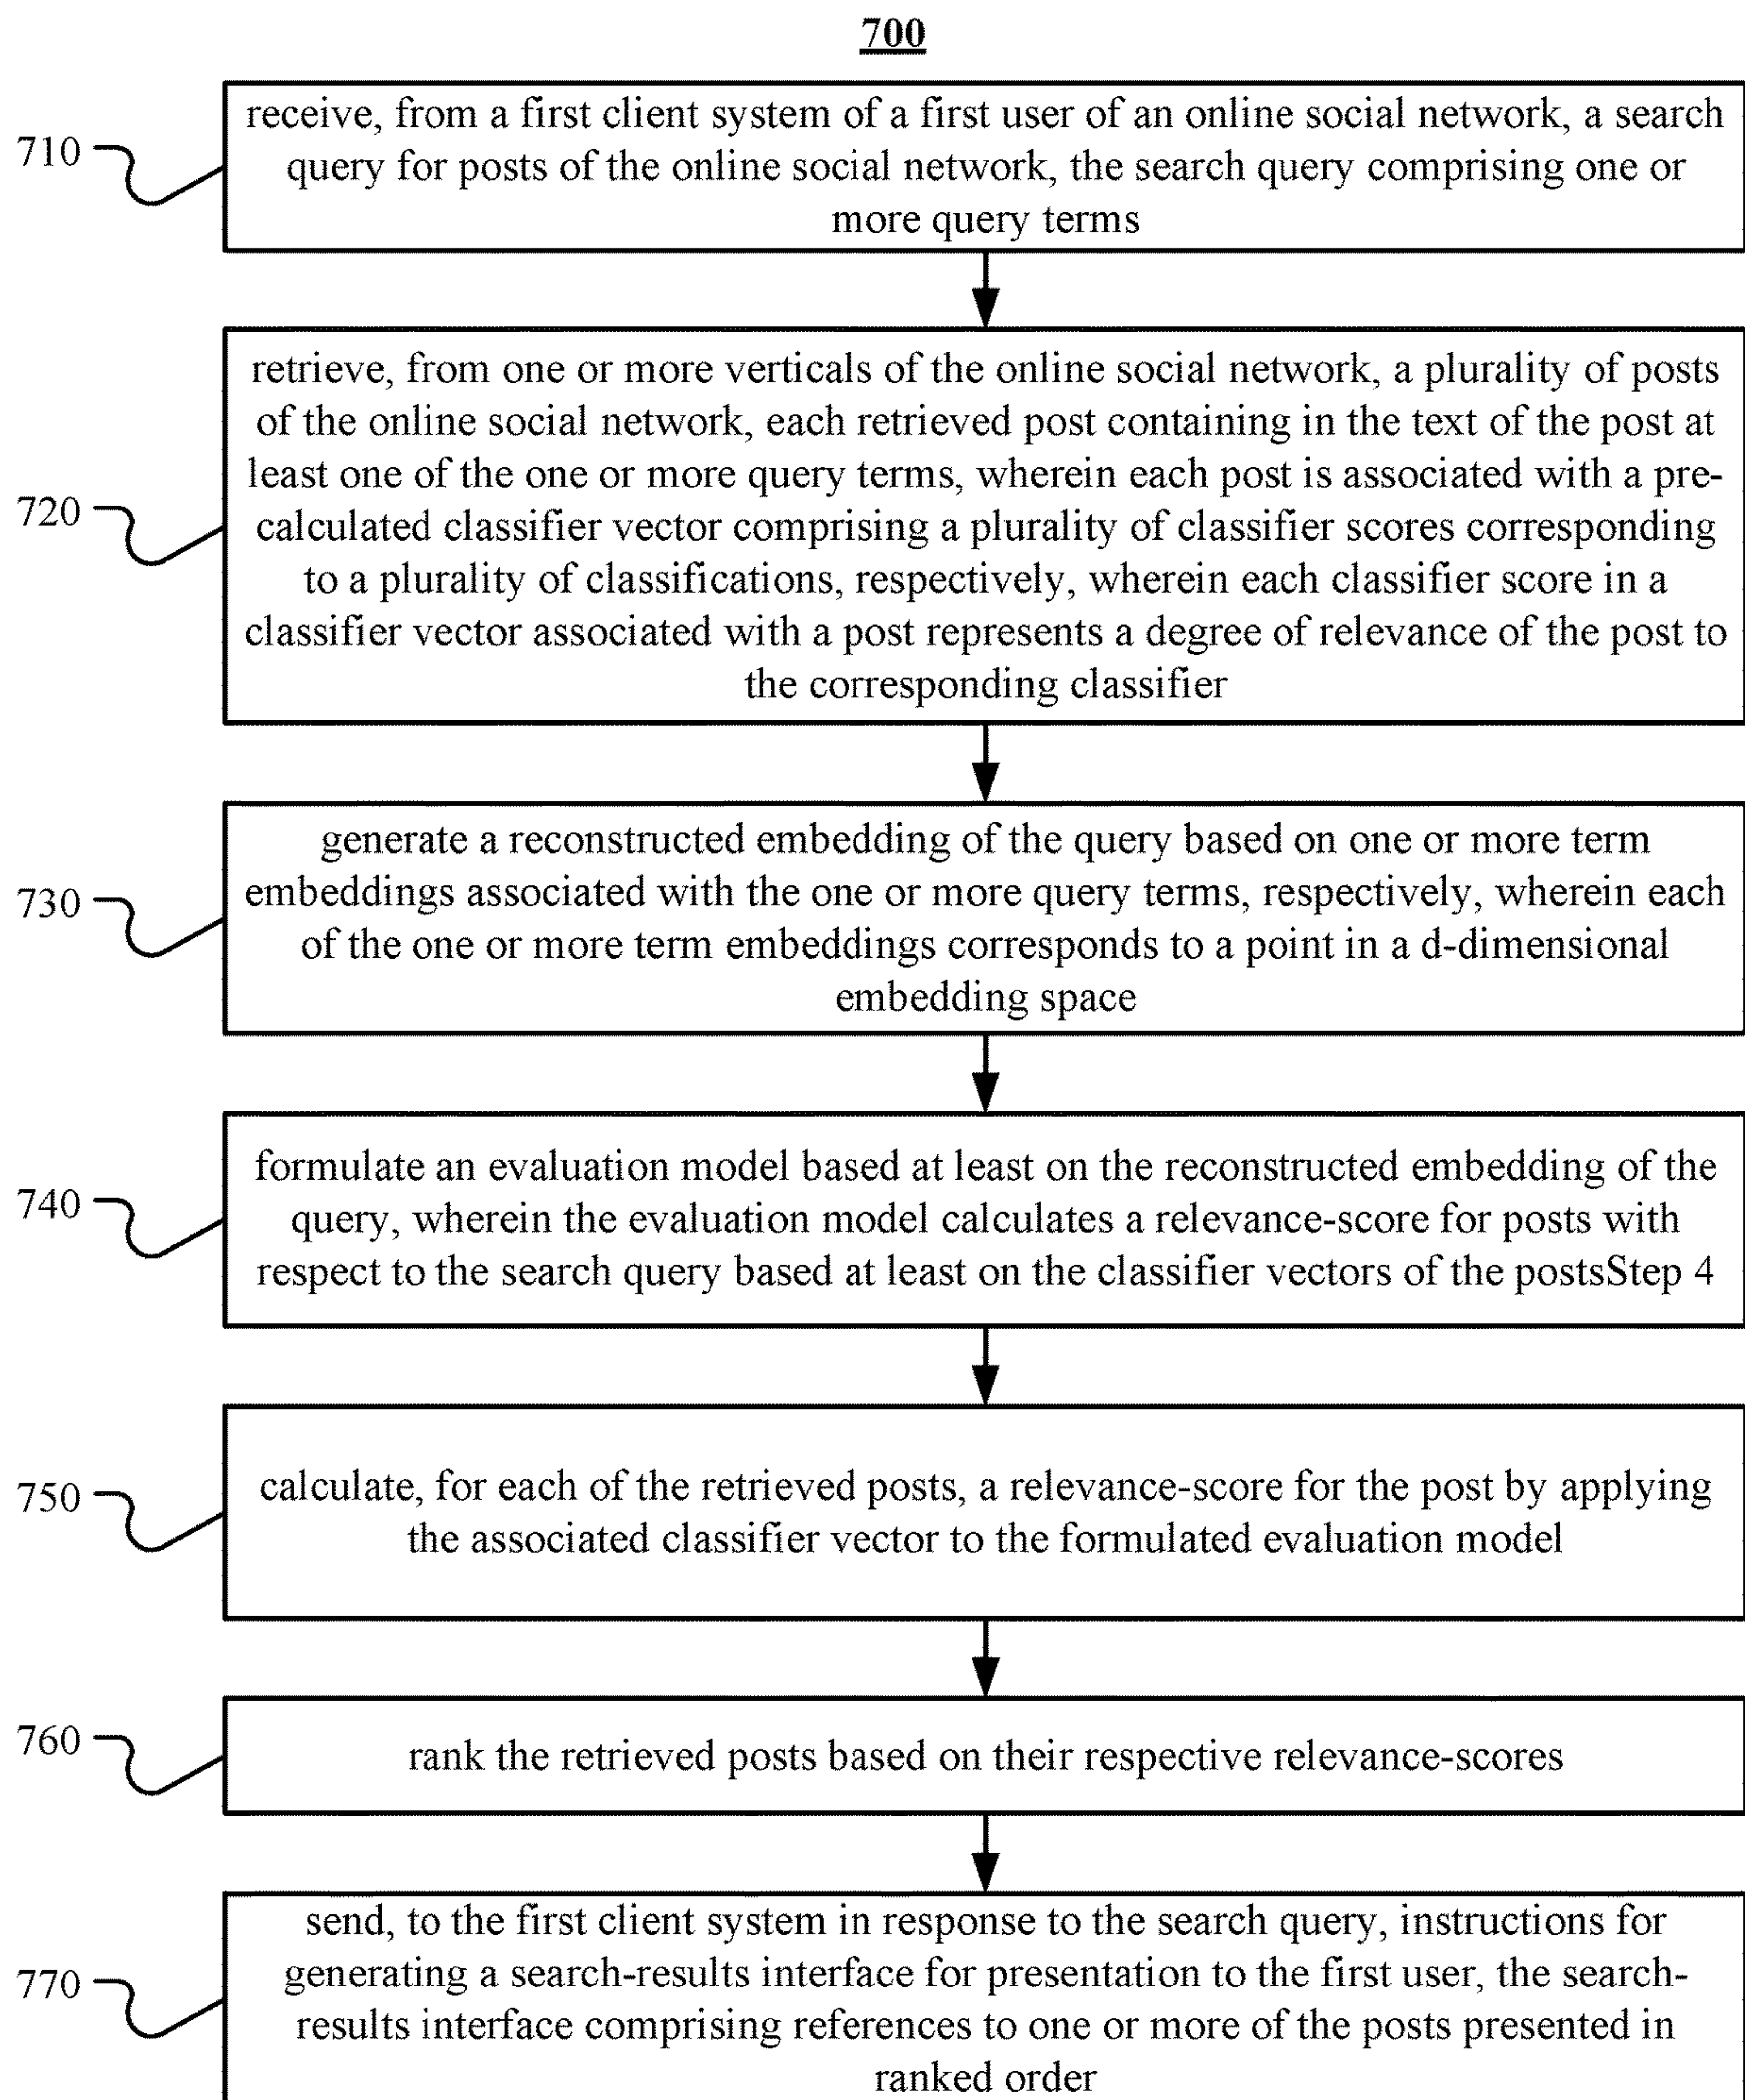 700
710
receive, from a first client system of a first user of an online social network, a search
query for posts of the online social network, the search query comprising one or
more query terms
720
retrieve, from one or more verticals of the online social network, a plurality of posts
of the online social network, each retrieved post containing in the text of the post at
least one of the one or more query terms, wherein each post is associated with a pre-
calculated classifier vector comprising a plurality of classifier scores corresponding
to a plurality of classifications, respectively, wherein each classifier score in a
classifier vector associated with a post represents a degree of relevance of the post to
the corresponding classifier
730
generate a reconstructed embedding of the query based on one or more term
embeddings associated with the one or more query terms, respectively, wherein each
of the one or more term embeddings corresponds to a point in a d-dimensional
embedding space
740
formulate an evaluation model based at least on the reconstructed embedding of the
query, wherein the evaluation model calculates a relevance-score for posts with
respect to the search query based at least on the classifier vectors of the postsStep 4
750
calculate, for each of the retrieved posts, a relevance-score for the post by applying
the associated classifier vector to the formulated evaluation model
760
rank the retrieved posts based on their respective relevance-scores
770
send, to the first client system in response to the search query, instructions for
generating a search-results interface for presentation to the first user, the search-
results interface comprising references to one or more of the posts presented in
ranked order